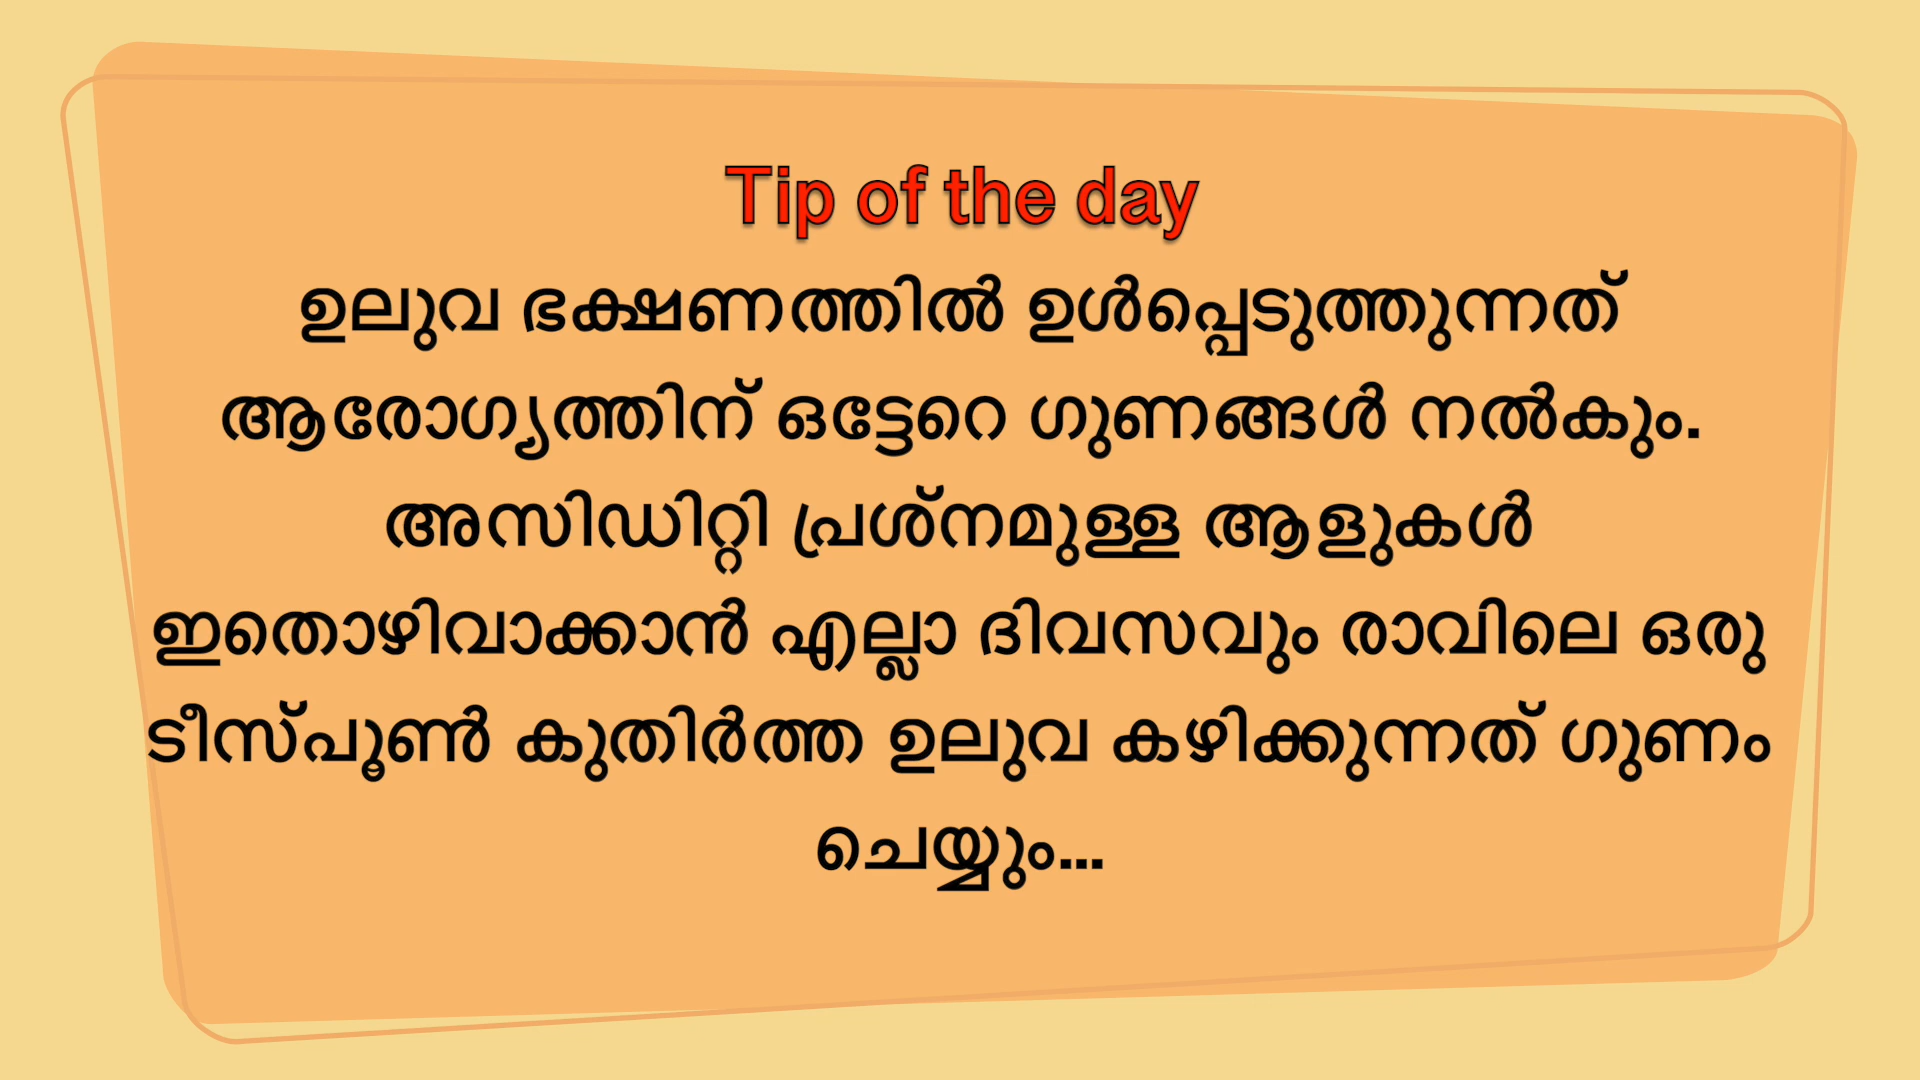 Tip of the day
ഉലുവ ഭക്ഷണത്തിൽ ഉൾപ്പെടുത്തുന്നത്
ആരോഗ്യത്തിന് ഒട്ടേറെ ഗുണങ്ങൾ നൽകും.
അസിഡിറ്റി പ്രശ്നമുള്ള ആളുകൾ
ഇതൊഴിവാക്കാൻ എല്ലാ ദിവസവും രാവിലെ ഒരു
ടീസ്പൂൺ കുതിർത്ത ഉലുവ കഴിക്കുന്നത് ഗുണം
ചെയ്യും...